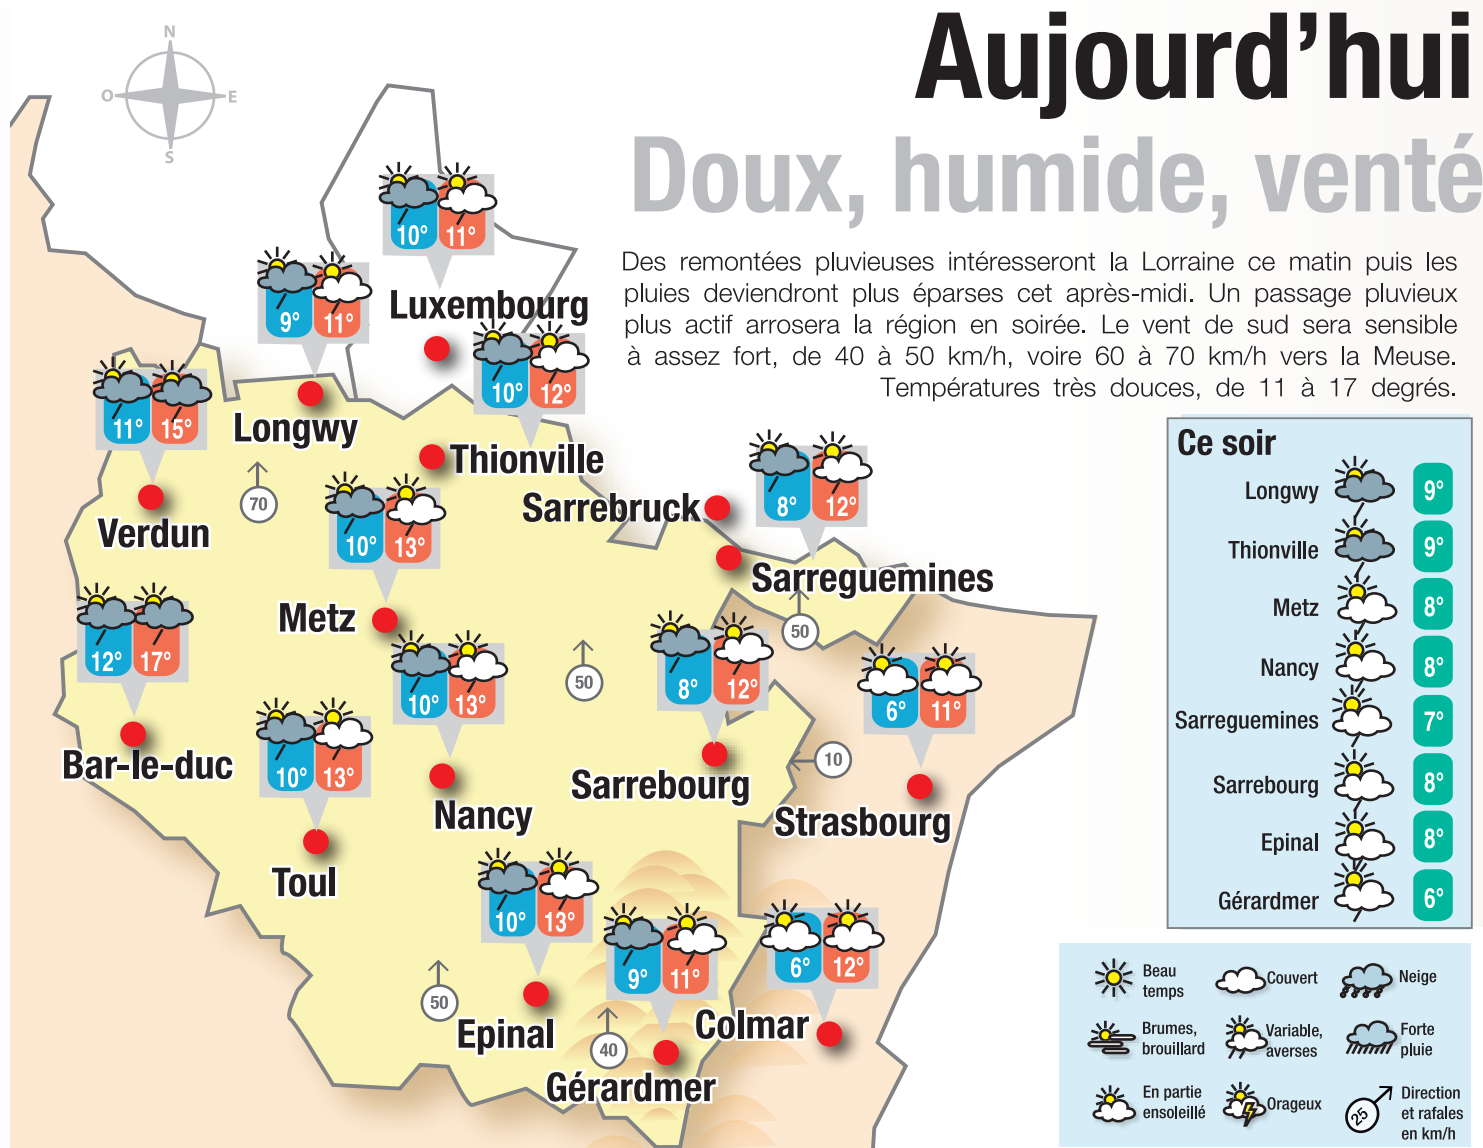 Aujourd'hui
Doux, humide, venté
Des remontées pluvieuses intéresseront la Lorraine ce matin puis les
pluies deviendront plus éparses cet après-midi. Un passage pluvieux
plus actif arrosera la région en soirée. Le vent de sud sera sensible
à assez fort, de 40 à 50 km/h, voire 60 à 70 km/h vers la Meuse.
Températures très douces, de 11 à 17 degrés.
N
O
E
S
10° 11°
Luxembourg
9° 11°
Longwy
10° 12°
Thionville
11° 15°
Verdun
70
10° 13°
Metz
8° 12°
Sarrebruck
Sarreguemines
50
12° 17°
Bar-le-duc
10° 13°
Nancy
50
8° 12°
Sarrebourg
6° 11°
Strasbourg
10
10° 13°
Toul
10° 13°
Epinal
50
9° 11°
Gérardmer
40
6° 12°
Colmar
Ce soir
Longwy 9°
Thionville 9°
Metz 8°
Nancy 8°
Sarreguemines 7°
Sarrebourg 8°
Epinal 8°
Gérardmer 6°
Beau
temps
Couvert
Neige
Brumes,
brouillard
Variable,
averses
Forte
pluie
En partie
ensoleillé
Orageux
25
Direction
et rafales
en km/h